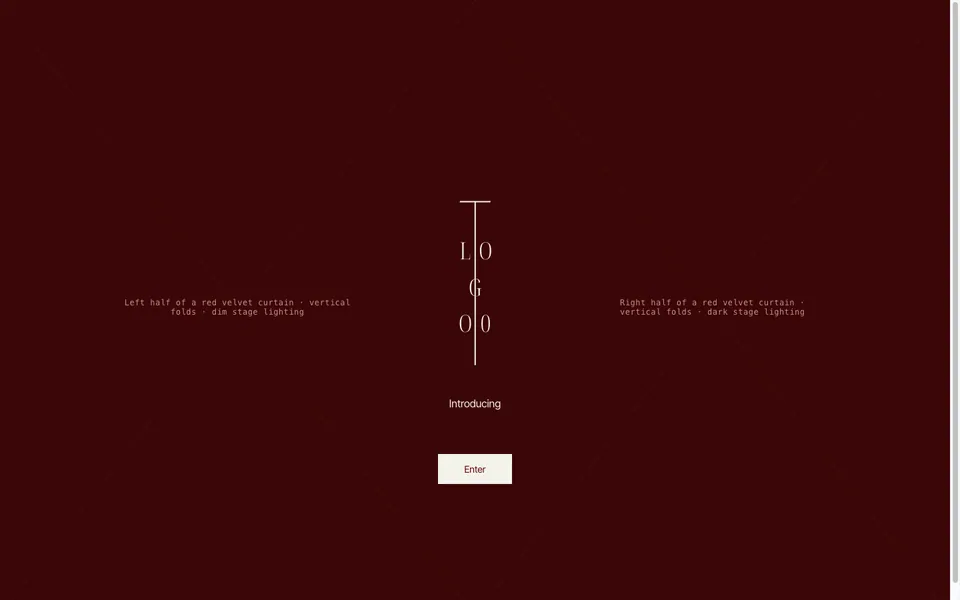 L O
G
O 0
Left half of a red velvet curtain · vertical
folds · dim stage lighting
Right half of a red velvet curtain ·
vertical folds · dark stage lighting
Introducing
Enter